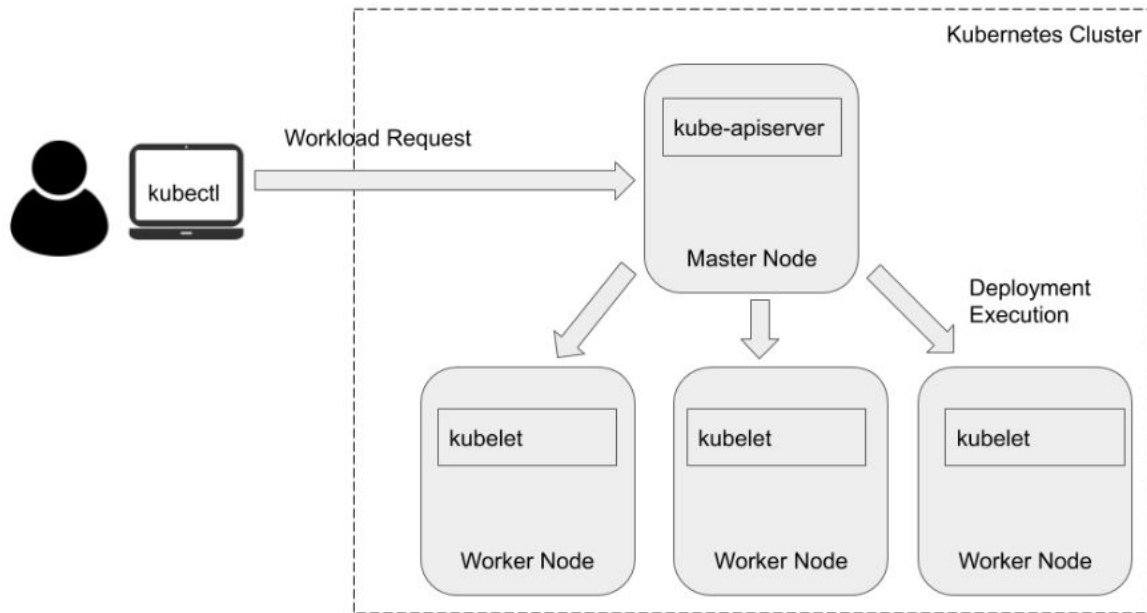 Kubernetes Cluster
kube-apiserver
Workload Request
kubectl
Master Node
Deployment
Execution
kubelet
kubelet
kubelet
Worker Node
Worker Node
Worker Node